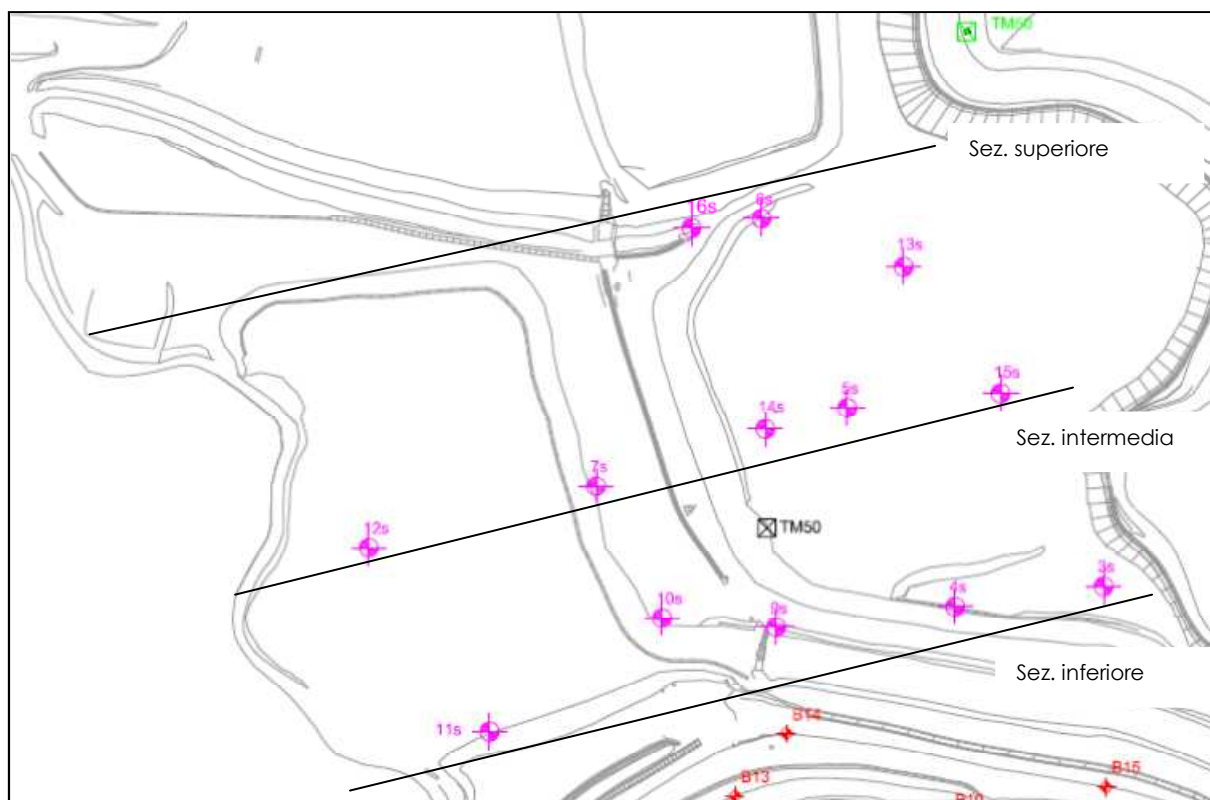 TM50
Sez. superiore
16s
6s
13s
15s
5s
14s
Sez. intermedia
7s
TM50
12s
3s
4s
10s
9s
Sez. inferiore
11s
B14
B15
B13